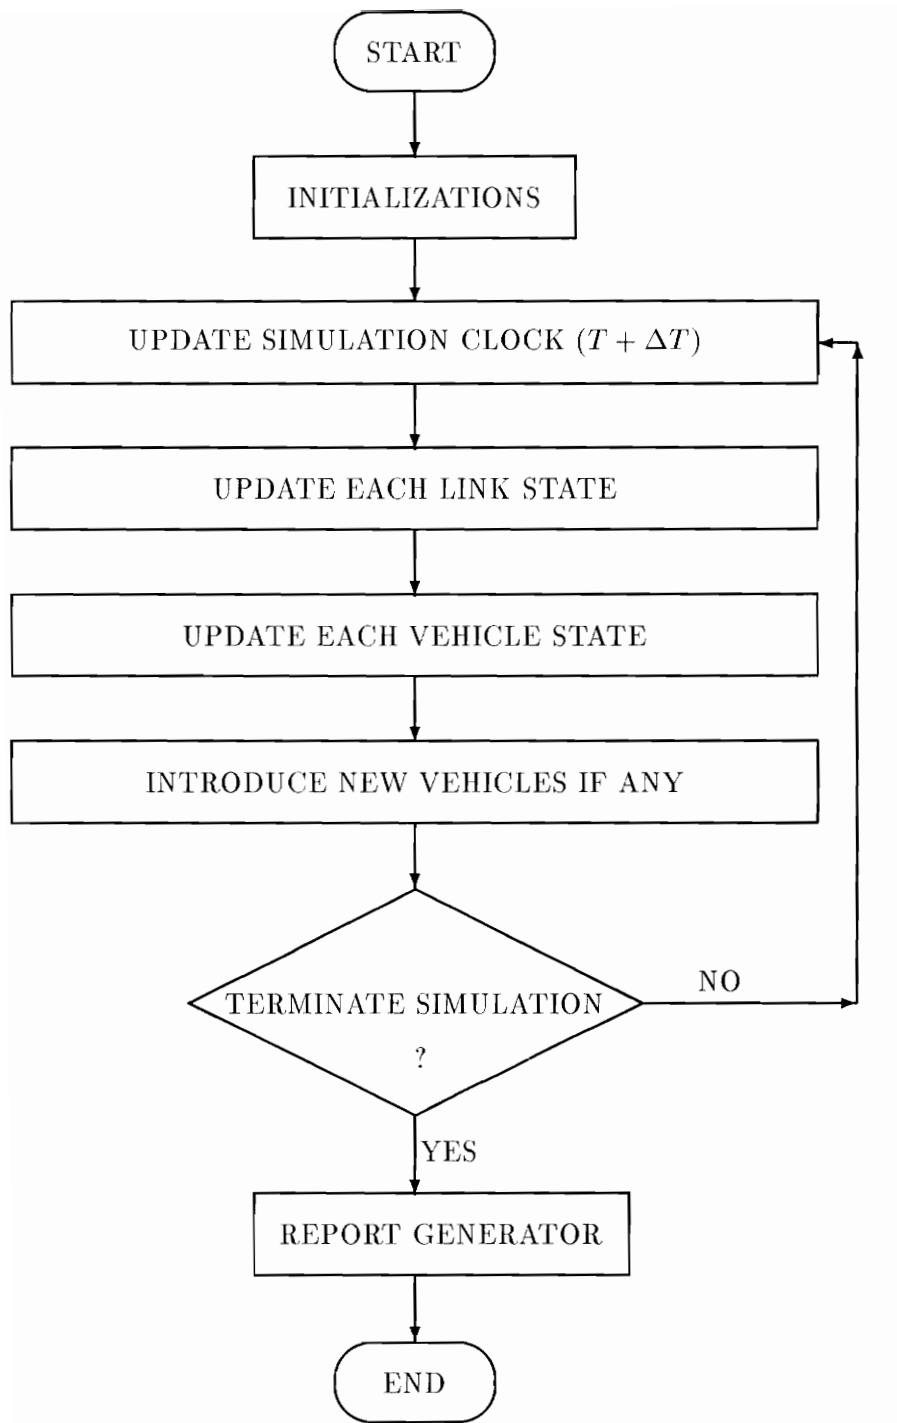 START
INITIALIZATIONS
UPDATE SIMULATION CLOCK (T + ΔT)
UPDATE EACH LINK STATE
UPDATE EACH VEHICLE STATE
INTRODUCE NEW VEHICLES IF ANY
TERMINATE SIMULATION
?
NO
YES
REPORT GENERATOR
END